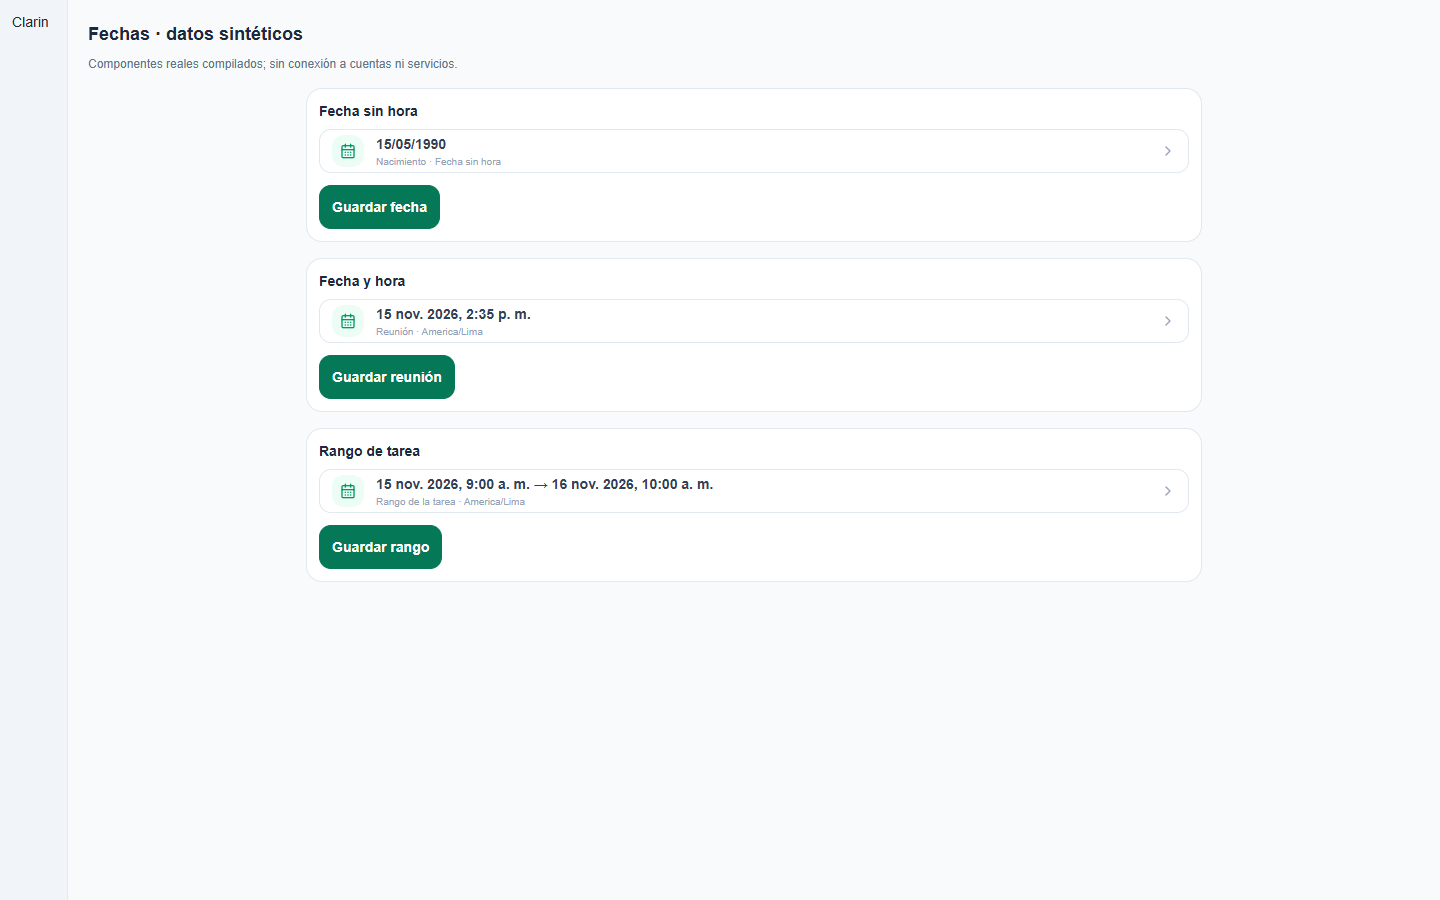 Clarin
Fechas · datos sintéticos
Componentes reales compilados; sin conexión a cuentas ni servicios.
Fecha sin hora
15/05/1990
Nacimiento · Fecha sin hora
Guardar fecha
Fecha y hora
15 nov. 2026, 2:35 p. m.
Reunión · America/Lima
Guardar reunión
Rango de tarea
15 nov. 2026, 9:00 a. m. → 16 nov. 2026, 10:00 a. m.
Rango de la tarea · America/Lima
Guardar rango